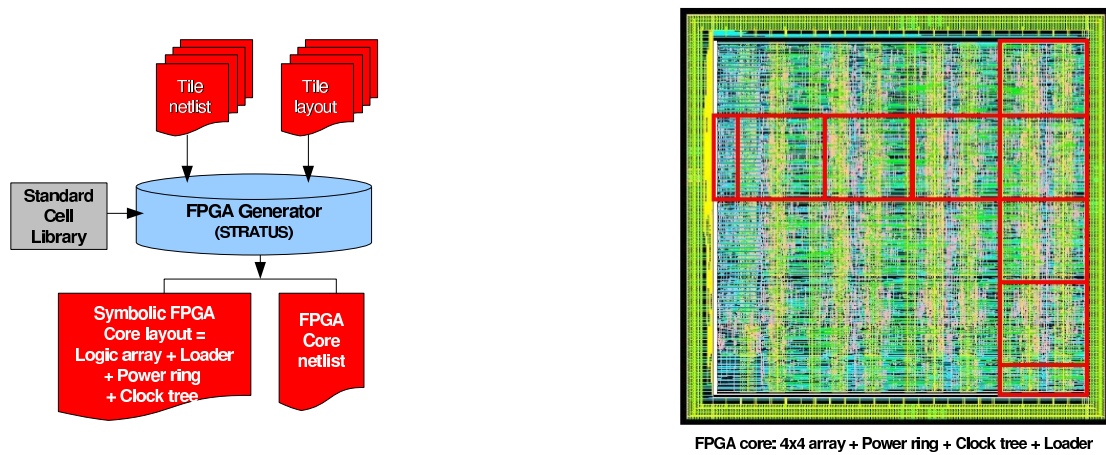 Tile
netlist
Tile
layout
Standard
Cell
Library
FPGA Generator
(STRATUS)
Symbolic FPGA
Core layout =
Logic array + Loader
+ Power ring
+ Clock tree
FPGA
Core
netlist
FPGA core: 4x4 array + Power ring + Clock tree + Loader